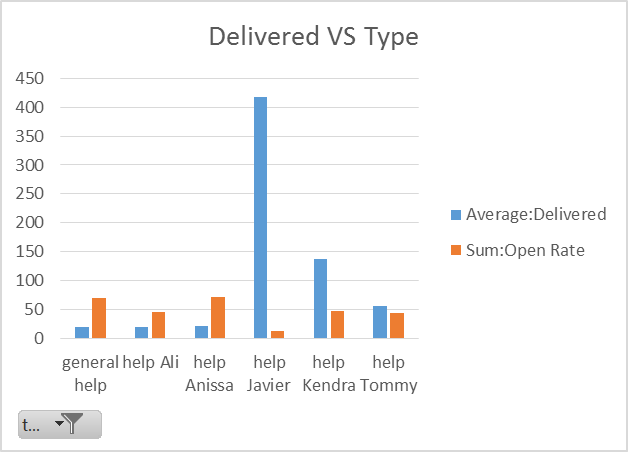 Delivered VS Type
450
400
350
300
250
200
150
100
50
0
general help
help Ali
help Anissa
help Javier
help Kendra
help Tommy
Average:Delivered
Sum:Open Rate
t...